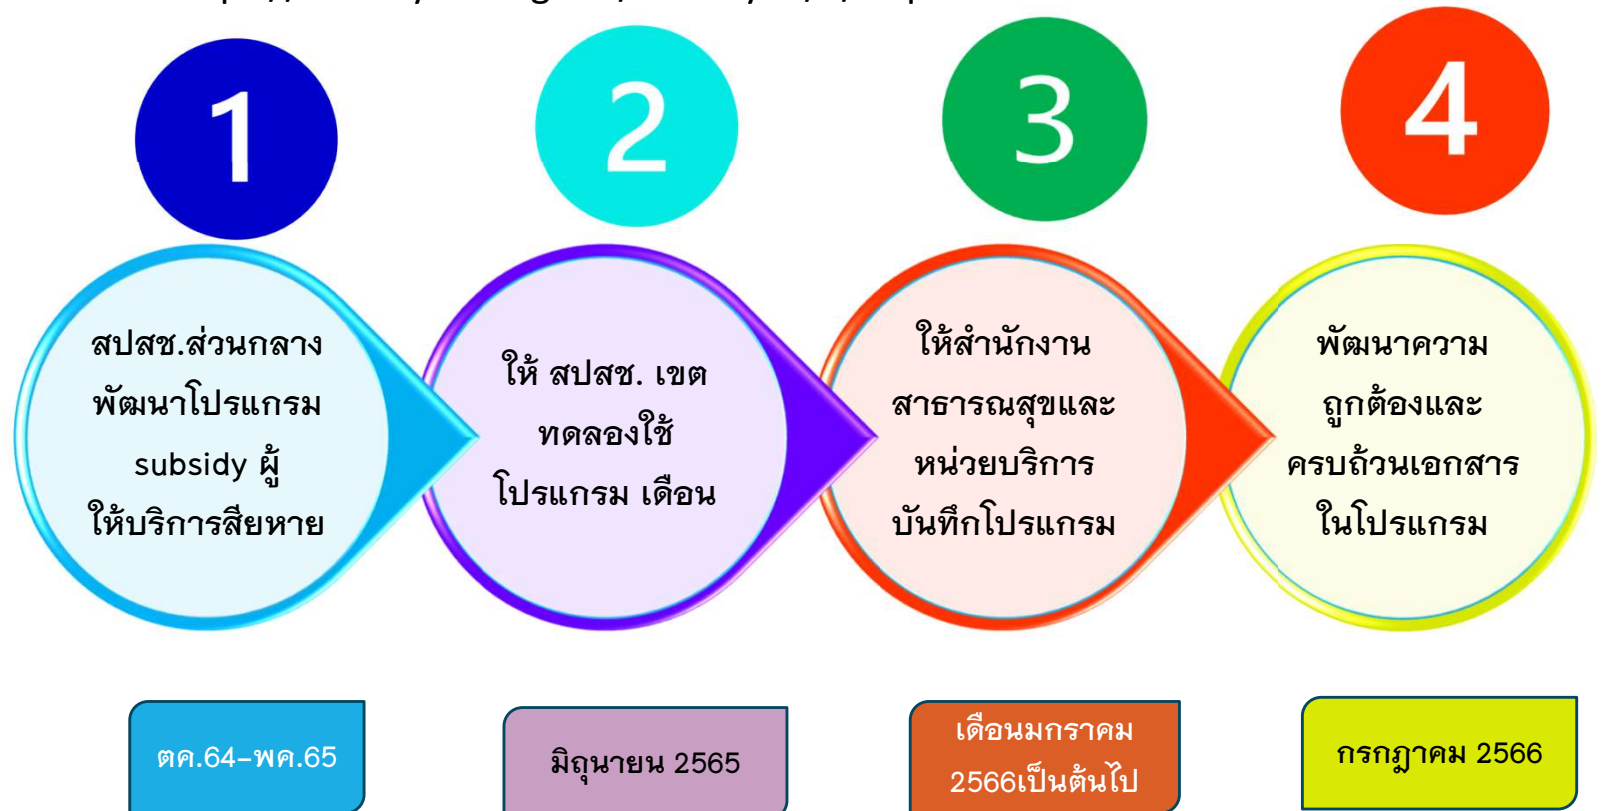 1
2
3
4
สปสช.ส่วนกลาง
พัฒนาโปรแกรม
subsidy ผู้
ให้บริการสียหาย
ให้ สปสช. เขต
ทดลองใช้
โปรแกรม เดือน
ให้สำนักงาน
สาธารณสุขและ
หน่วยบริการ
บันทึกโปรแกรม
พัฒนาความ
ถูกต้องและ
ครบถ้วนเอกสาร
ในโปรแกรม
ตค.64-พค.65
มิถุนายน 2565
เดือนมกราคม
2566เป็นต้นไป
กรกฎาคม 2566